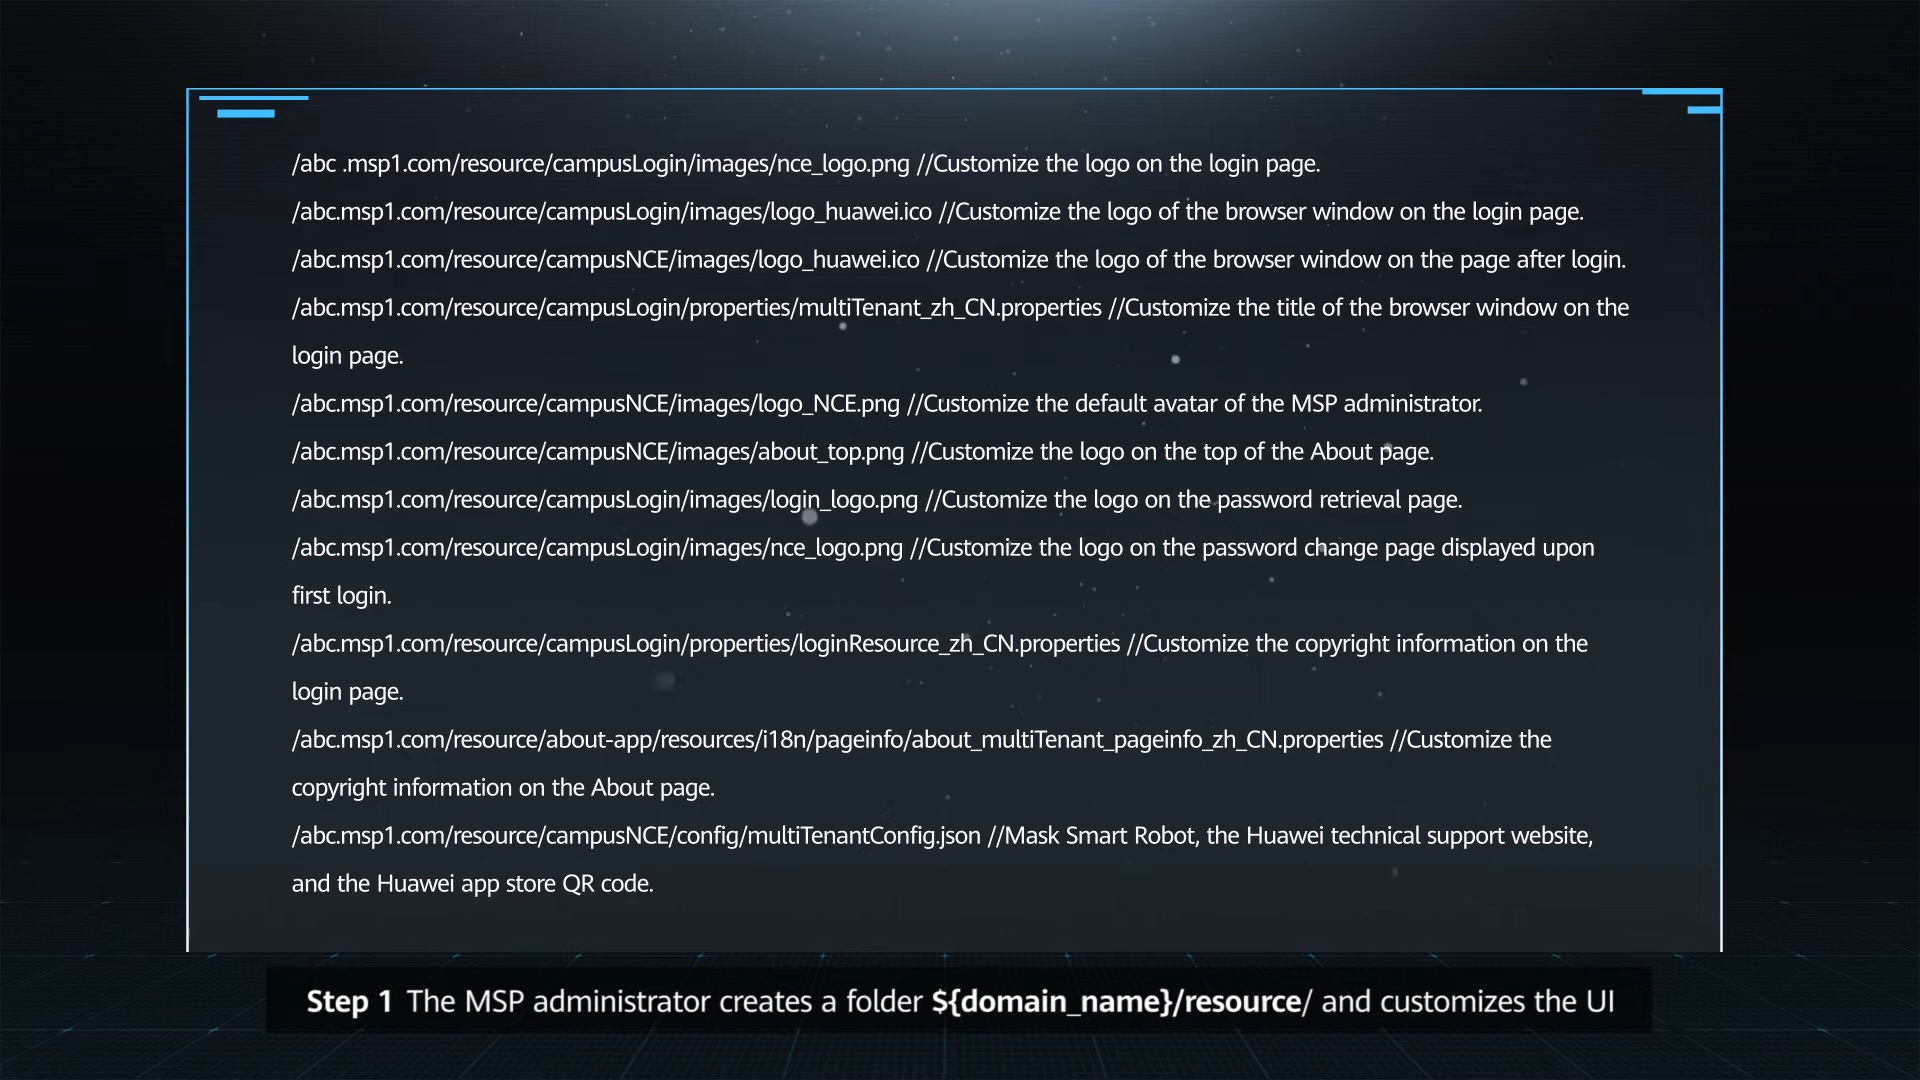 /abc .msp1.com/resource/campusLogin/images/nce_logo.png //Customize the logo on the login page.
/abc.msp1.com/resource/campusLogin/images/logo_huawei.ico //Customize the logo of the browser window on the login page.
/abc.msp1.com/resource/campusNCE/images/logo_huawei.ico //Customize the logo of the browser window on the page after login.
/abc.msp1.com/resource/campusLogin/properties/multiTenant_zh_CN.properties //Customize the title of the browser window on the
login page.
/abc.msp1.com/resource/campusNCE/images/logo_NCE.png //Customize the default avatar of the MSP administrator.
/abc.msp1.com/resource/campusNCE/images/about_top.png //Customize the logo on the top of the About page.
/abc.msp1.com/resource/campusLogin/images/login_logo.png //Customize the logo on the password retrieval page.
/abc.msp1.com/resource/campusLogin/images/nce_logo.png //Customize the logo on the password change page displayed upon
first login.
/abc.msp1.com/resource/campusLogin/properties/loginResource_zh_CN.properties //Customize the copyright information on the
login page.
/abc.msp1.com/resource/about-app/resources/i18n/pageinfo/about_multiTenant_pageinfo_zh_CN.properties //Customize the
copyright information on the About page.
/abc.msp1.com/resource/campusNCE/config/multiTenantConfig.json //Mask Smart Robot, the Huawei technical support website,
and the Huawei app store QR code.
Step 1 The MSP administrator creates a folder ${domain_name}/resource/ and customizes the UI